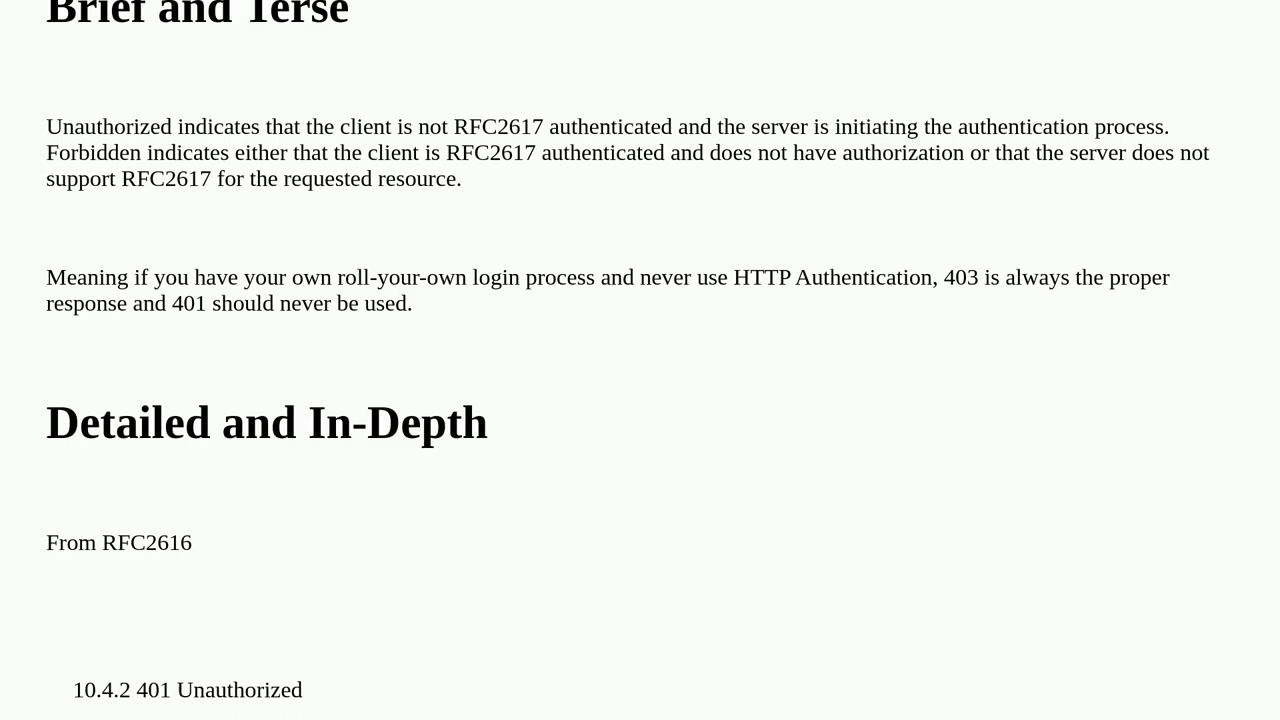 Brief and Terse
Unauthorized indicates that the client is not RFC2617 authenticated and the server is initiating the authentication process.
Forbidden indicates either that the client is RFC2617 authenticated and does not have authorization or that the server does not
support RFC2617 for the requested resource.
Meaning if you have your own roll-your-own login process and never use HTTP Authentication, 403 is always the proper
response and 401 should never be used.
Detailed and In-Depth
From RFC2616
10.4.2 401 Unauthorized